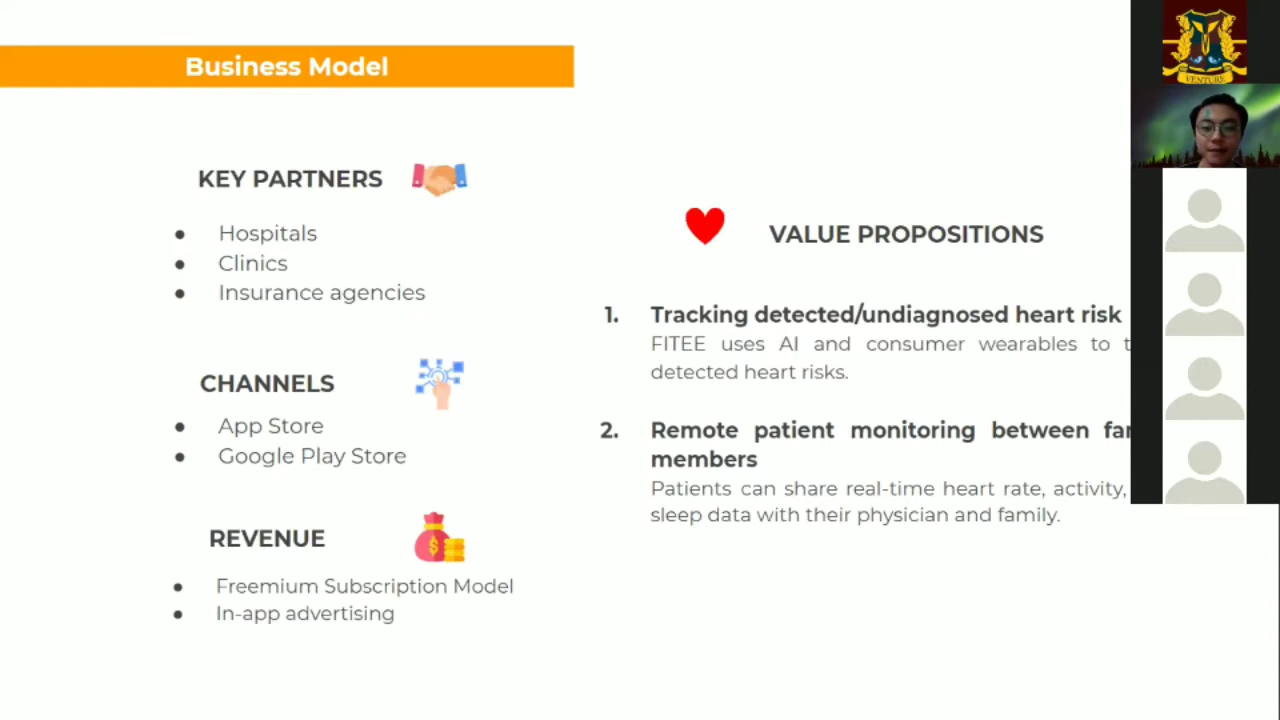 Business Model
KEY PARTNERS
● Hospitals
● Clinics
● Insurance agencies
CHANNELS
● App Store
● Google Play Store
REVENUE
● Freemium Subscription Model
● In-app advertising
VALUE PROPOSITIONS
1. Tracking detected/undiagnosed heart risk
FITEE uses AI and consumer wearables to
detected heart risks.
2. Remote patient monitoring between
members
Patients can share real-time heart rate, activity,
sleep data with their physician and family.
VENTURE